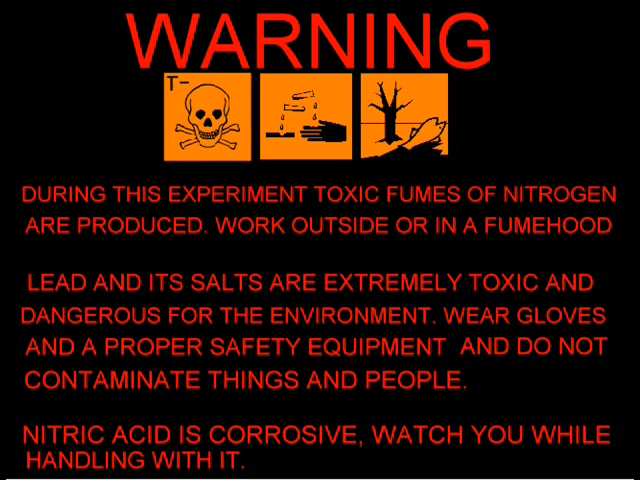 WARNING
T-
DURING THIS EXPERIMENT TOXIC FUMES OF NITROGEN
ARE PRODUCED. WORK OUTSIDE OR IN A FUMEHOOD
LEAD AND ITS SALTS ARE EXTREMELY TOXIC AND
DANGEROUS FOR THE ENVIRONMENT. WEAR GLOVES
AND A PROPER SAFETY EQUIPMENT AND DO NOT
CONTAMINATE THINGS AND PEOPLE.
NITRIC ACID IS CORROSIVE, WATCH YOU WHILE
HANDLING WITH IT.